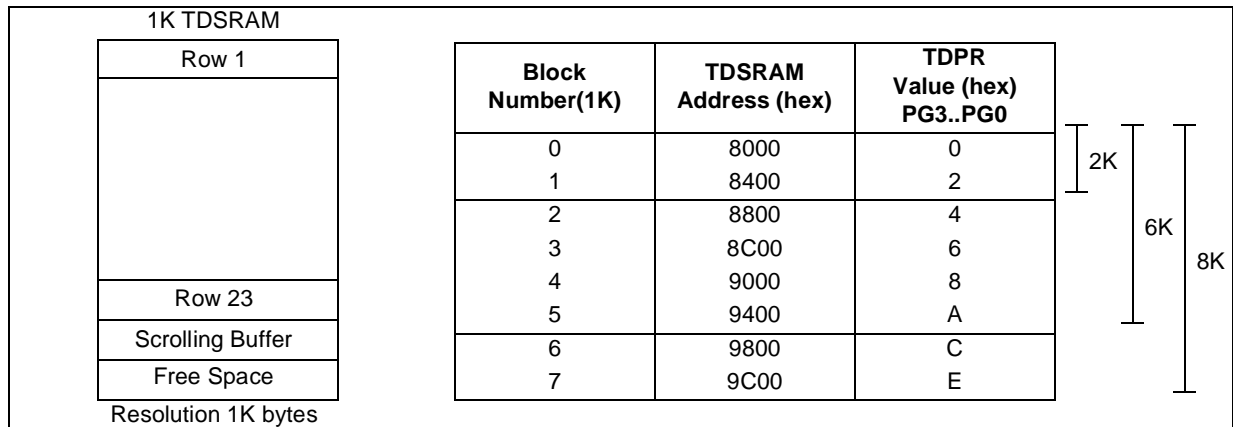 1K TDSRAM
Row 1
Row 23
Scrolling Buffer
Free Space
Resolution 1K bytes
Block Number(1K) TDSRAM Address (hex) TDPR Value (hex) PG3..PG0
0 8000 0
1 8400 2
2 8800 4
3 8C00 6
4 9000 8
5 9400 A
6 9800 C
7 9C00 E
2K
6K
8K